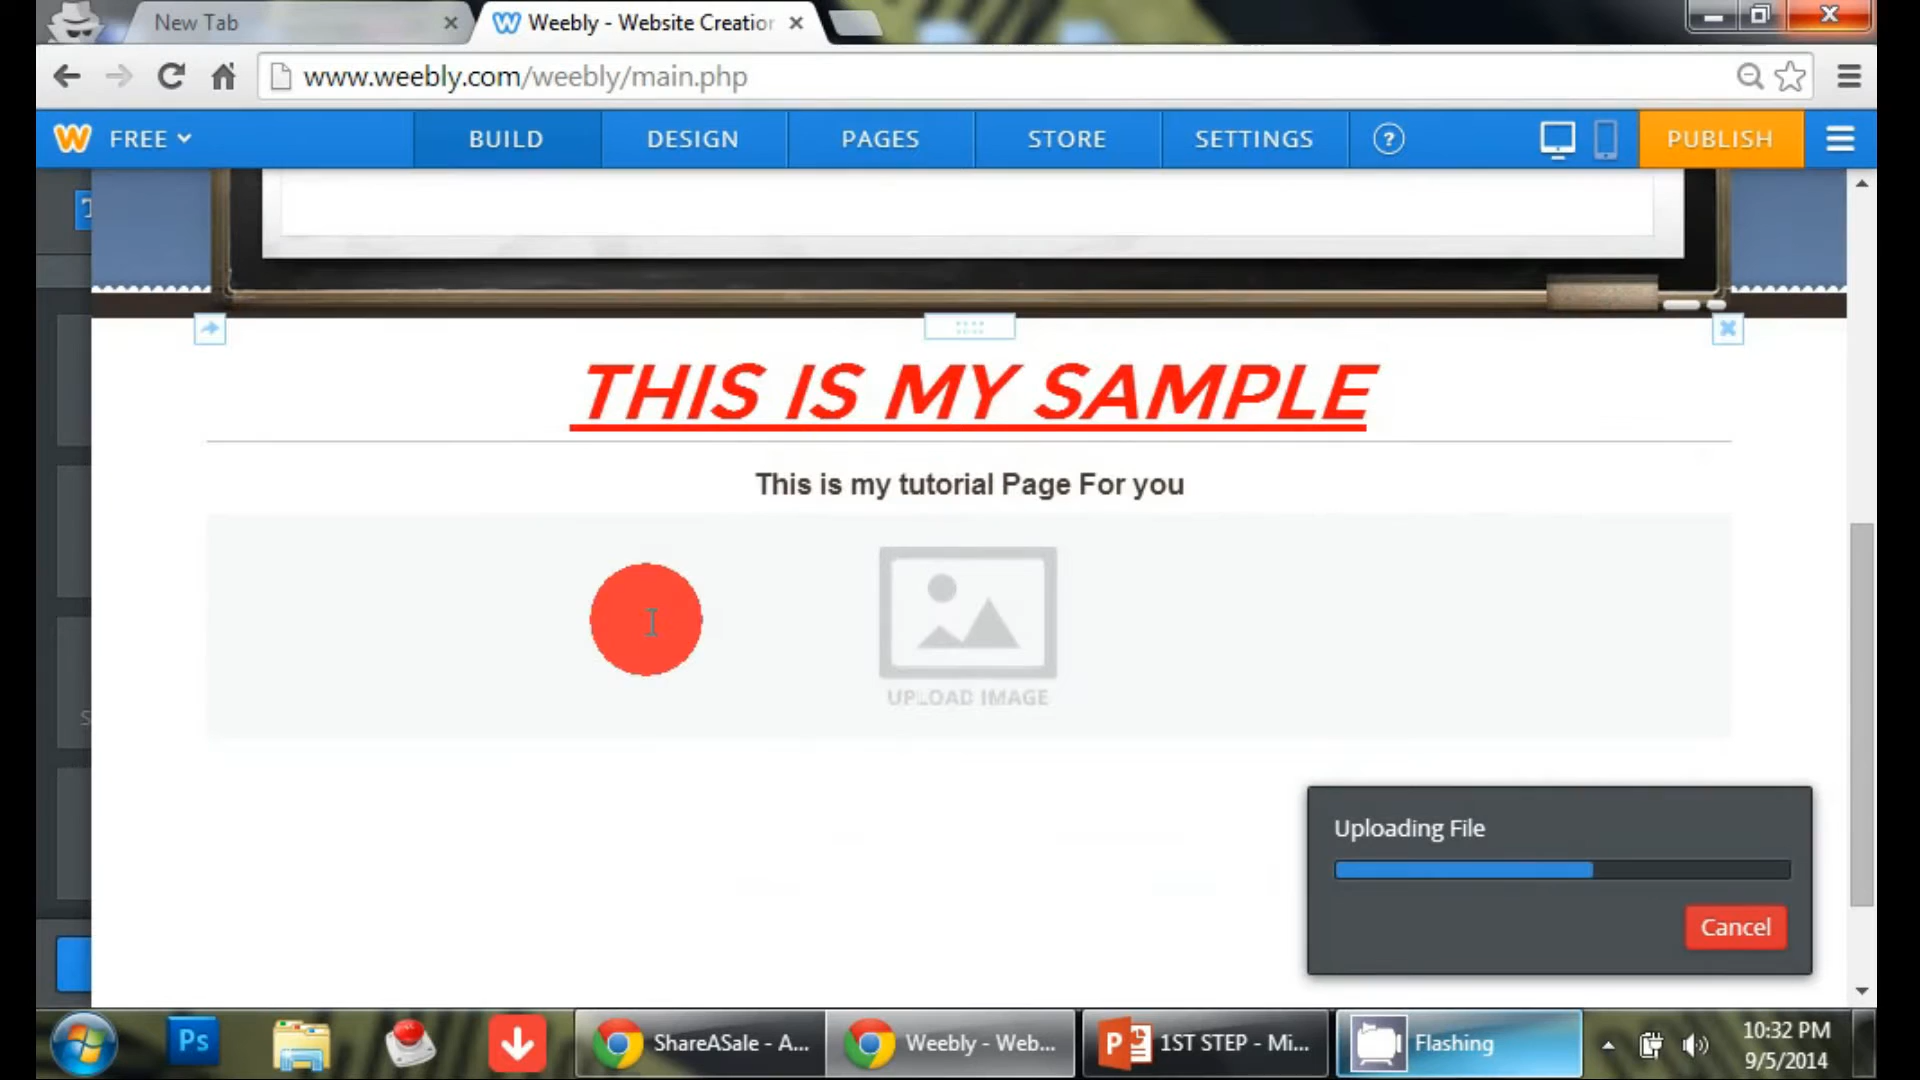 New Tab
Weebly - Website Creation
www.weebly.com/weebly/main.php
FREE
BUILD
DESIGN
PAGES
STORE
SETTINGS
?
PUBLISH
THIS IS MY SAMPLE
This is my tutorial Page For you
UPLOAD IMAGE
Uploading File
Cancel
Ps
ShareASale - A...
Weebly - Web...
1ST STEP - Mi...
Flashing
10:32 PM
9/5/2014